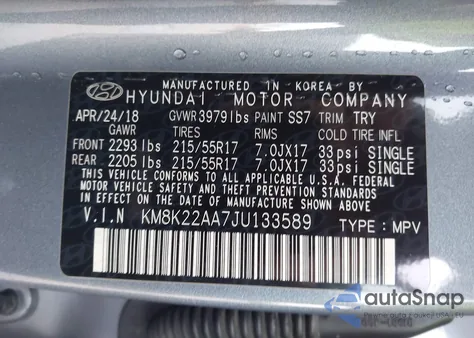 MANUFACTURED IN KOREA BY
HYUNDAI MOTOR COMPANY
APR/24/18 GVWR3979lbs PAINT SS7 TRIM TRY
GAWR TIRES RIMS COLD TIRE INFL
FRONT 2293 lbs 215/55R17 7.0JX17 33psi SINGLE
REAR 2205 lbs 215/55R17 7.0JX17 33psi SINGLE
THIS VEHICLE CONFORMS TO ALL APPLICABLE U.S.A FEDERAL
MOTOR VEHICLE SAFETY, BUMPER, AND THEFT PREVENTION
STANDARDS IN EFFECT ON THE DATE OF MANUFACTURE SHOWN ABOVE.
V.I.N KM8K22AA7JU133589 TYPE : MPV
autaSnap